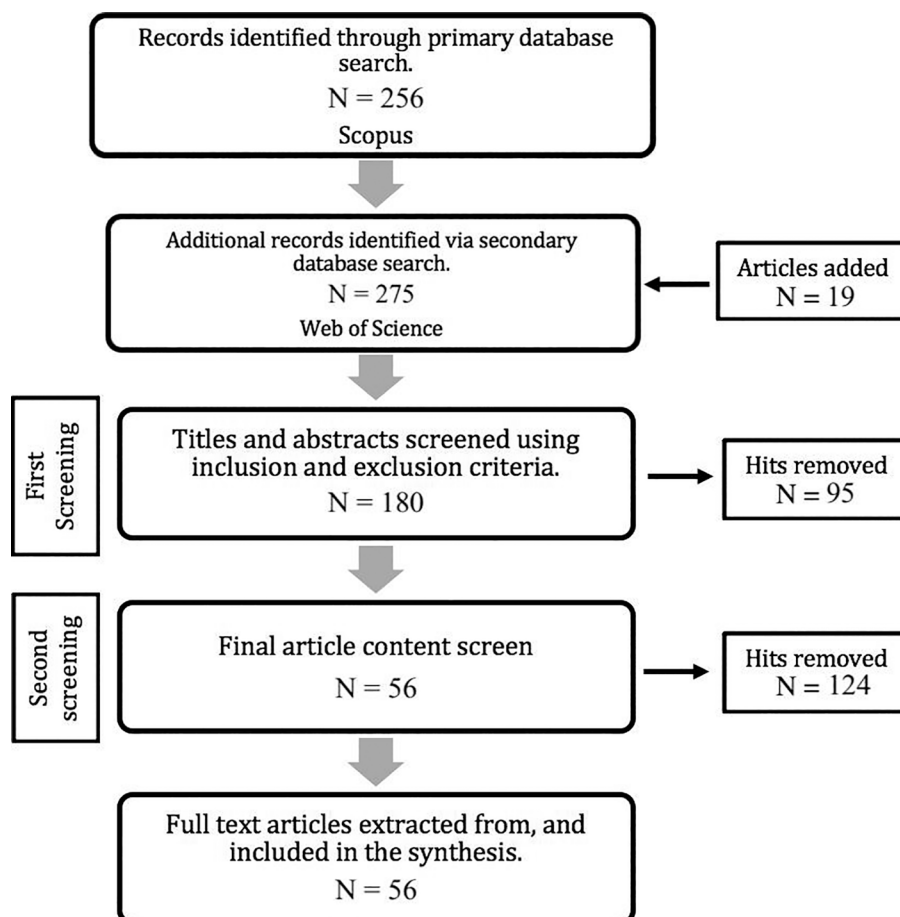 Records identified through primary database
search.
N = 256
Scopus
Additional records identified via secondary
database search.
N = 275
Web of Science
Articles added
N = 19
First
Screening
Titles and abstracts screened using
inclusion and exclusion criteria.
N = 180
Hits removed
N = 95
Second
screening
Final article content screen
N = 56
Hits removed
N = 124
Full text articles extracted from, and
included in the synthesis.
N = 56